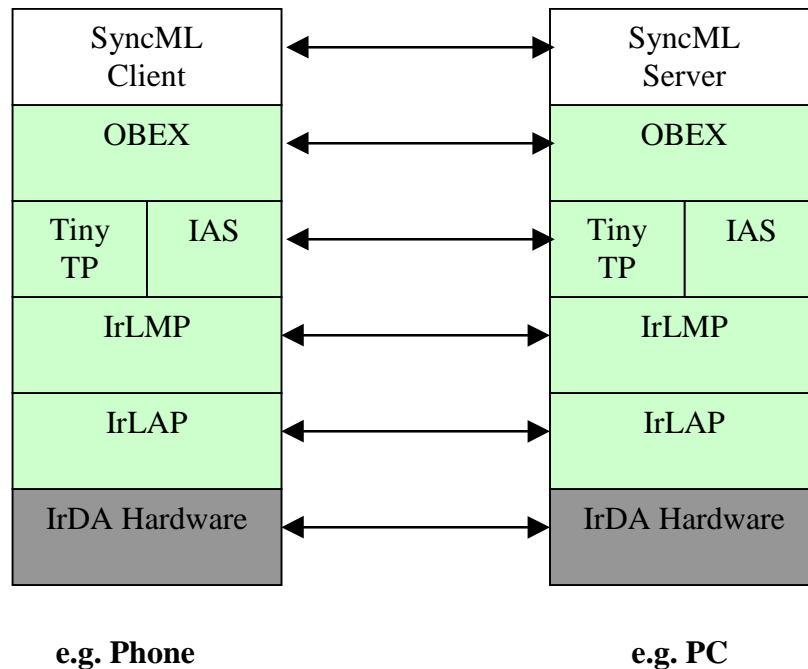 SyncML
Client
OBEX
Tiny
TP
IAS
IrLMP
IrLAP
IrDA Hardware
e.g. Phone
SyncML
Server
OBEX
Tiny
TP
IAS
IrLMP
IrLAP
IrDA Hardware
e.g. PC